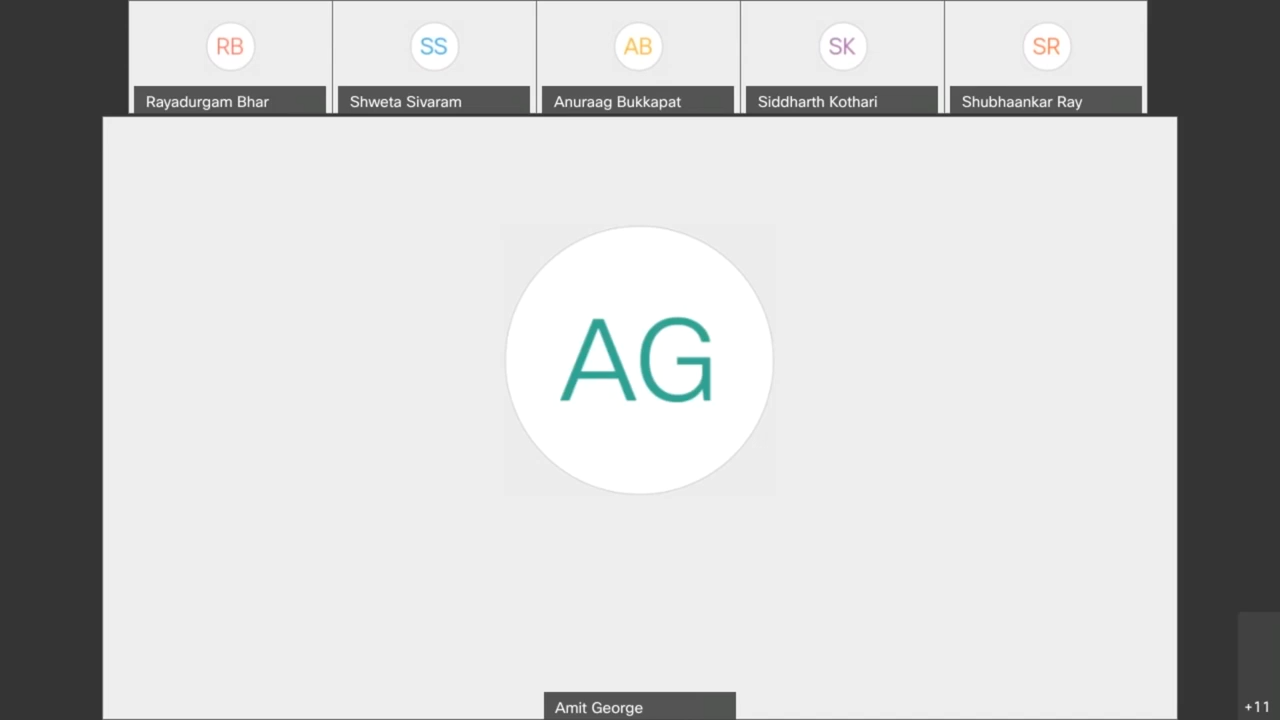 RB
SS
AB
SK
SR
Rayadurgam Bhar
Shweta Sivaram
Anuraag Bukkapat
Siddharth Kothari
Shubhaankar Ray
AG
Amit George
+11